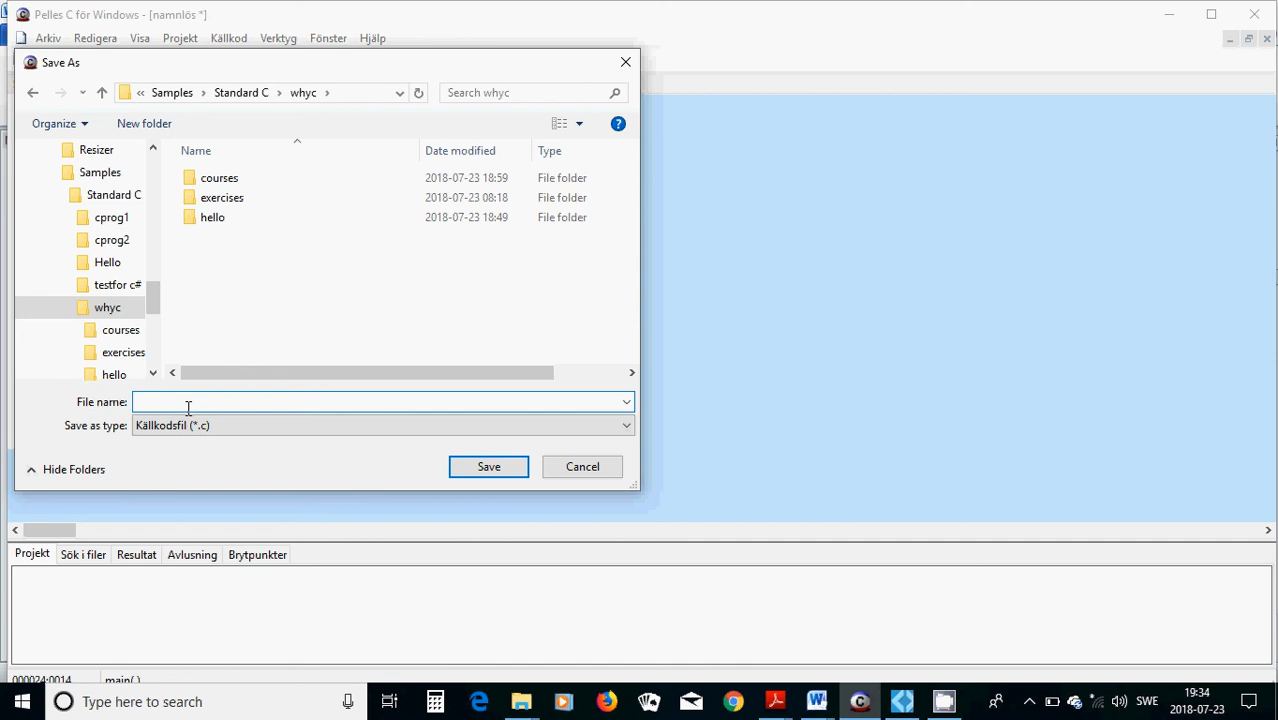 Pelles C för Windows - [namnlös *]
Arkiv Redigera Visa Projekt Källkod Verktyg Fönster Hjälp
Save As
« Samples › Standard C › whyc ›
Search whyc
Organize New folder
Resizer
Samples
Standard C
cprog1
cprog2
Hello
testfor c#
whyc
courses
exercises
hello
Name Date modified Type
courses 2018-07-23 18:59 File folder
exercises 2018-07-23 08:18 File folder
hello 2018-07-23 18:49 File folder
File name:
Save as type: Källkodsfil (*.c)
Hide Folders Save Cancel
Projekt Sök i filer Resultat Avlusning Brytpunkter
000024:0014 main( )
Type here to search
SWE
19:34
2018-07-23